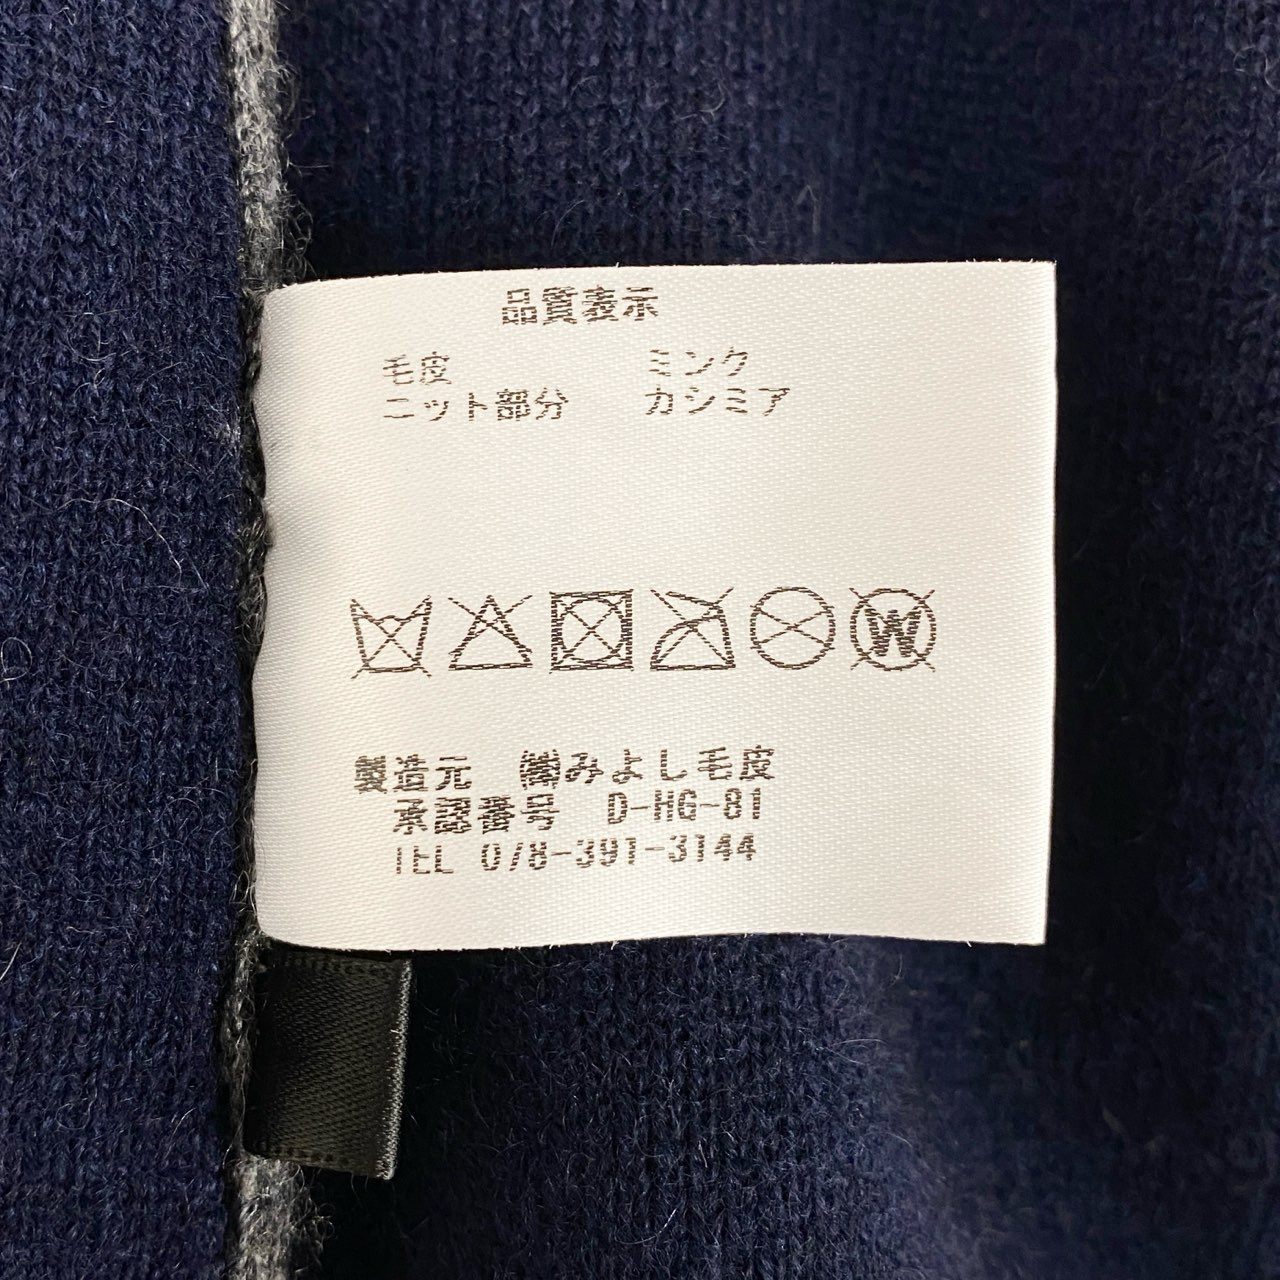 品質表示
毛皮 ミンク
ニット部分 カシミア
W
製造元 ㈱みよし毛皮
承認番号 D-HG-81
TEL 078-391-3144